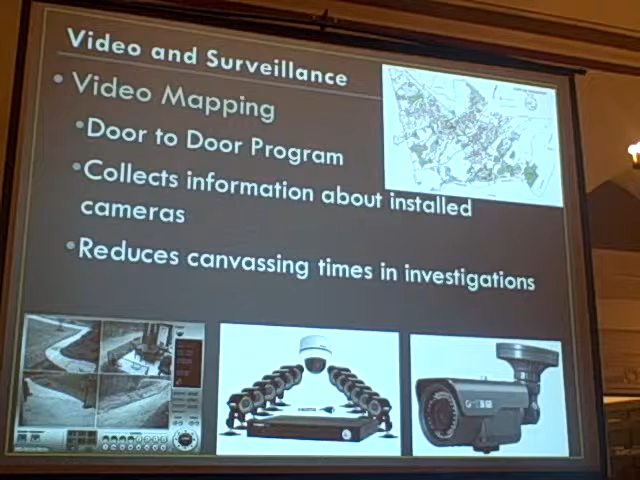 Video and Surveillance
• Video Mapping
•Door to Door Program
•Collects information about installed
cameras
•Reduces canvassing times in investigations